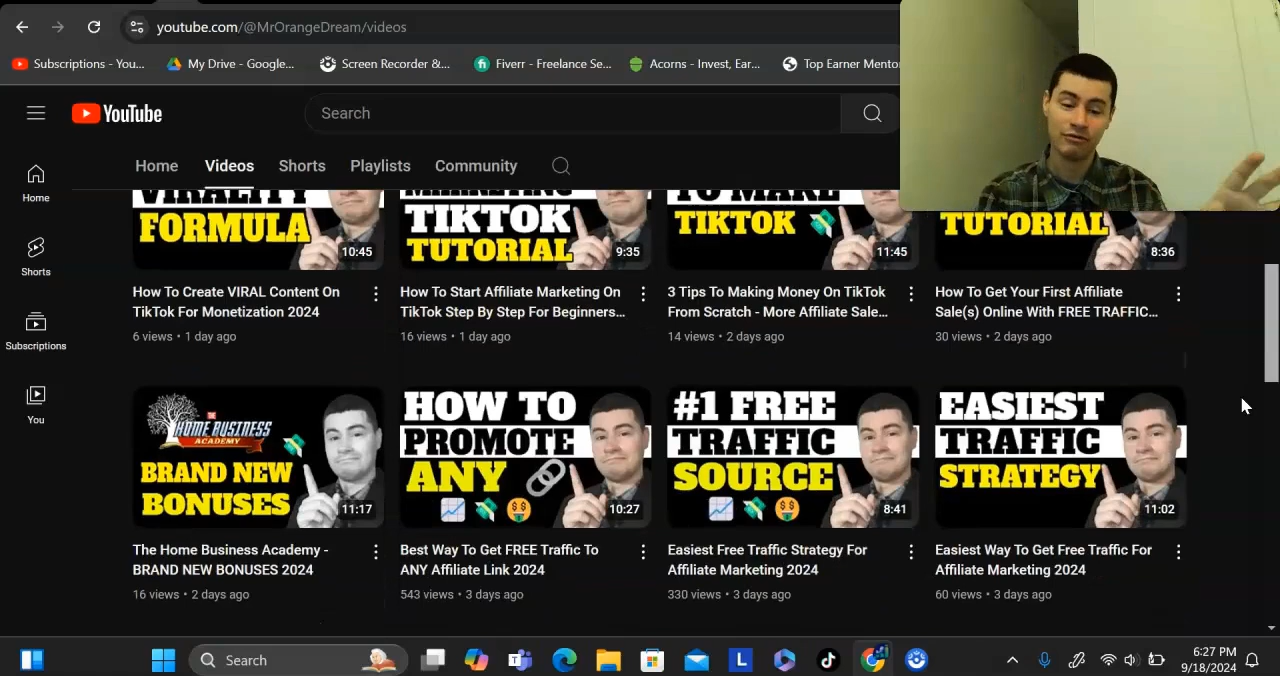 youtube.com/@MrOrangeDream/videos
Subscriptions - You...
My Drive - Google...
Screen Recorder &...
Fiverr - Freelance Se...
Acorns - Invest, Ear...
Top Earner Mento
YouTube
Search
Home
Videos
Shorts
Playlists
Community
Home
Shorts
Subscriptions
You
VIRALITY
FORMULA
10:45
MARKETING
TIKTOK
TUTORIAL
9:35
TO MAKE
TIKTOK
11:45
TUTORIAL
8:36
How To Create VIRAL Content On
TikTok For Monetization 2024
6 views • 1 day ago
How To Start Affiliate Marketing On
TikTok Step By Step For Beginners...
16 views • 1 day ago
3 Tips To Making Money On TikTok
From Scratch - More Affiliate Sale...
14 views • 2 days ago
How To Get Your First Affiliate
Sale(s) Online With FREE TRAFFIC...
30 views • 2 days ago
HOME BUSINESS
ACADEMY
BRAND NEW
BONUSES
11:17
HOW TO
PROMOTE
ANY
10:27
#1 FREE
TRAFFIC
SOURCE
8:41
EASIEST
TRAFFIC
STRATEGY
11:02
The Home Business Academy -
BRAND NEW BONUSES 2024
16 views • 2 days ago
Best Way To Get FREE Traffic To
ANY Affiliate Link 2024
543 views • 3 days ago
Easiest Free Traffic Strategy For
Affiliate Marketing 2024
330 views • 3 days ago
Easiest Way To Get Free Traffic For
Affiliate Marketing 2024
60 views • 3 days ago
Search
6:27 PM
9/18/2024